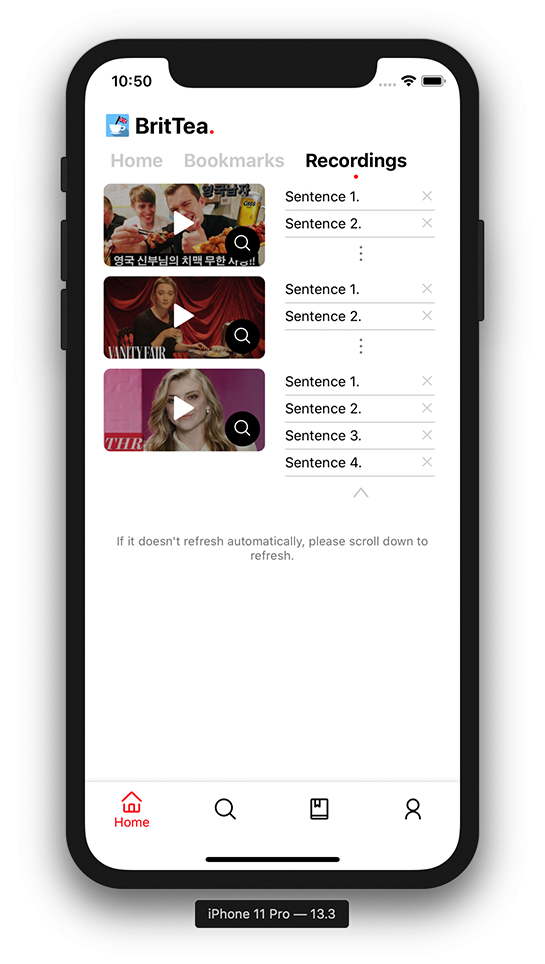 10:50
BritTea.
Home Bookmarks Recordings
영국남자
Cass
영국 신부님의 치맥 무한 사랑!!
Sentence 1.
Sentence 2.
VANITY FAIR
Sentence 1.
Sentence 2.
THR
Sentence 1.
Sentence 2.
Sentence 3.
Sentence 4.
If it doesn't refresh automatically, please scroll down to
refresh.
Home
iPhone 11 Pro — 13.3